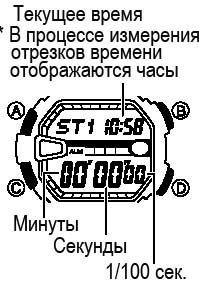 Текущее время
* В процессе измерения
отрезков времени
отображаются часы
A
B
ST1 10:58
ALM
00'00"00
C
D
Минуты
Секунды
1/100 сек.